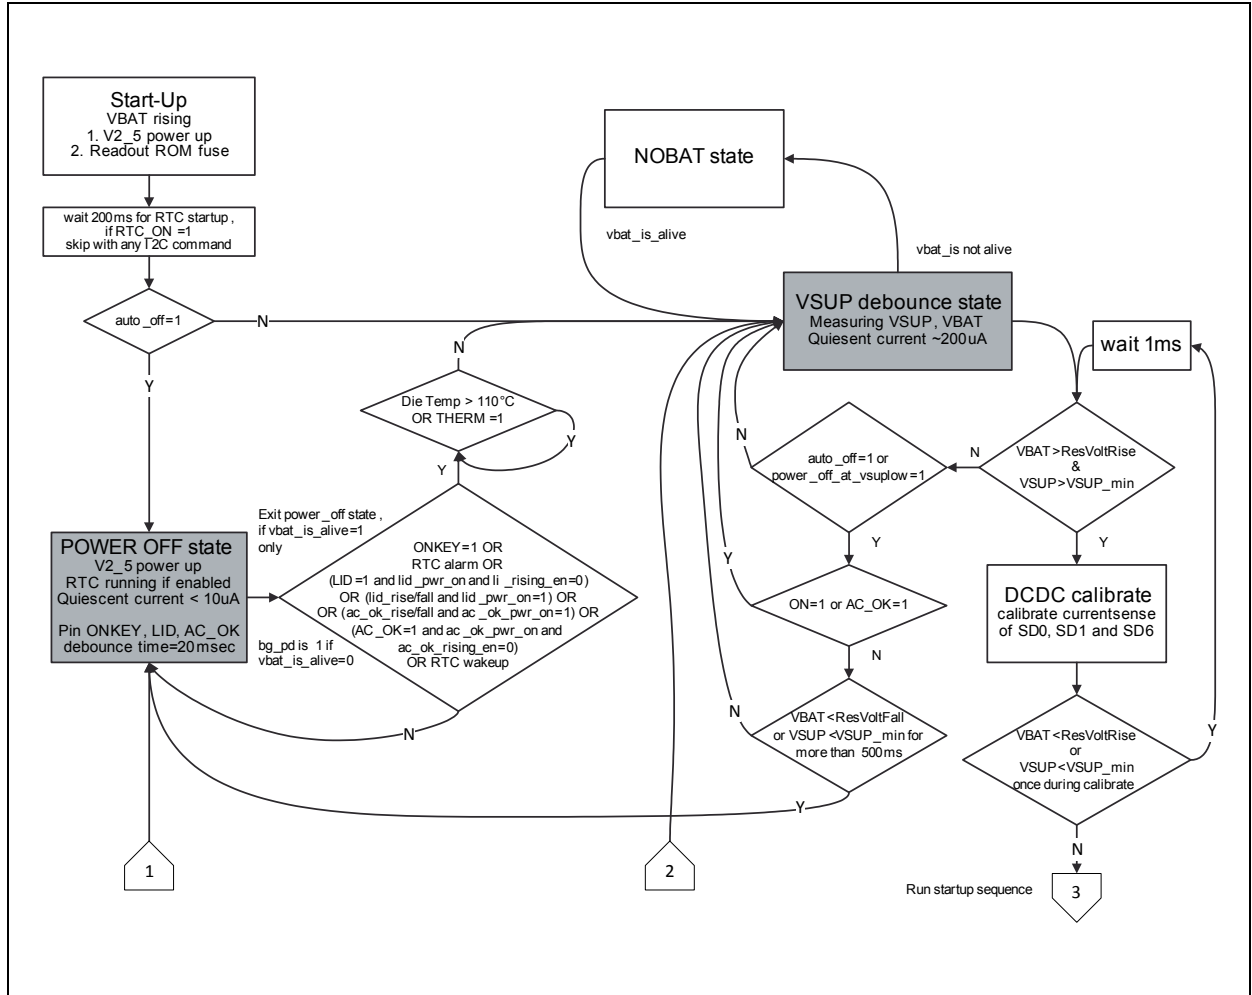 Start-Up
VBAT rising
1. V2_5 power up
2. Readout ROM fuse
wait 200ms for RTC startup ,
if RTC_ON =1
skip with any I2C command
auto _off=1
N
Y
NOBAT state
vbat_is_alive
vbat_is not alive
VSUP debounce state
Measuring VSUP , VBAT
Quiesent current ~200uA
wait 1ms
N
Die Temp > 110°C
OR THERM =1
Y
Y
N
auto _off=1 or
power_off_at_vsuplow=1
N
VBAT >ResVoltRise
&
VSUP>VSUP_min
Y
Y
Exit power_off state ,
if vbat_is_alive=1
only
POWER OFF state
V2_5 power up
RTC running if enabled
Quiescent current < 10uA
Pin ONKEY, LID, AC_OK
debounce time=20msec
bg_pd is 1 if
vbat_is_alive=0
ONKEY=1 OR
RTC alarm OR
(LID =1 and lid _pwr_on and li _rising_en=0)
OR (lid_rise/fall and lid_pwr_on=1) OR
OR (ac_ok_rise/fall and ac _ok_pwr_on=1) OR
(AC_OK=1 and ac _ok_pwr_on and
ac_ok_rising_en=0)
OR RTC wakeup
N
Y
ON=1 or AC_OK=1
N
DCDC calibrate
calibrate currentsense
of SD0, SD1 and SD6
N
VBAT <ResVoltFall
or VSUP <VSUP_min for
more than 500ms
Y
VBAT <ResVoltRise
or
VSUP<VSUP_min
once during calibrate
Y
N
1
2
Run startup sequence
3